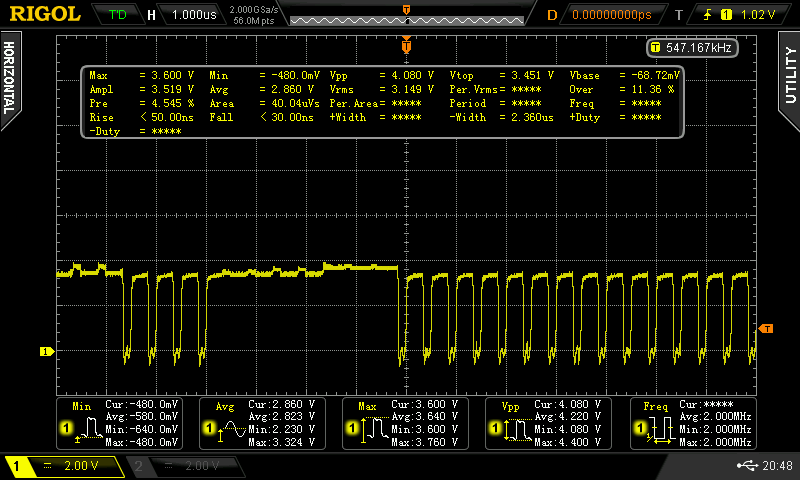 RIGOL T'D H 1.000us 2.000GSa/s 56.0M pts D 0.00000000ps T 1 1.02 V
HORIZONTAL
UTILITY
T
T 547.167kHz
Max = 3.600 V Min = -480.0mV Vpp = 4.080 V Vtop = 3.451 V Vbase = -68.72mV
Ampl = 3.519 V Avg = 2.860 V Vrms = 3.149 V Per.Vrms= ***** Over = 11.36 %
Pre = 4.545 % Area = 40.04uVs Per.Area= ***** Period = ***** Freq = *****
Rise < 50.00ns Fall < 30.00ns +Width = ***** -Width = 2.360us +Duty = *****
-Duty = *****
T
1
Min Cur:-480.0mV Avg Cur:2.860 V Max Cur:3.600 V Vpp Cur:4.080 V Freq Cur:*****
Avg:-580.0mV Avg:2.823 V Avg:3.640 V Avg:4.220 V Avg:2.000MHz
1 Min:-640.0mV 1 Min:2.230 V 1 Min:3.600 V 1 Min:4.080 V 1 Min:2.000MHz
Max:-480.0mV Max:3.324 V Max:3.760 V Max:4.400 V Max:2.000MHz
1 2.00 V 2 2.00 V 20:48